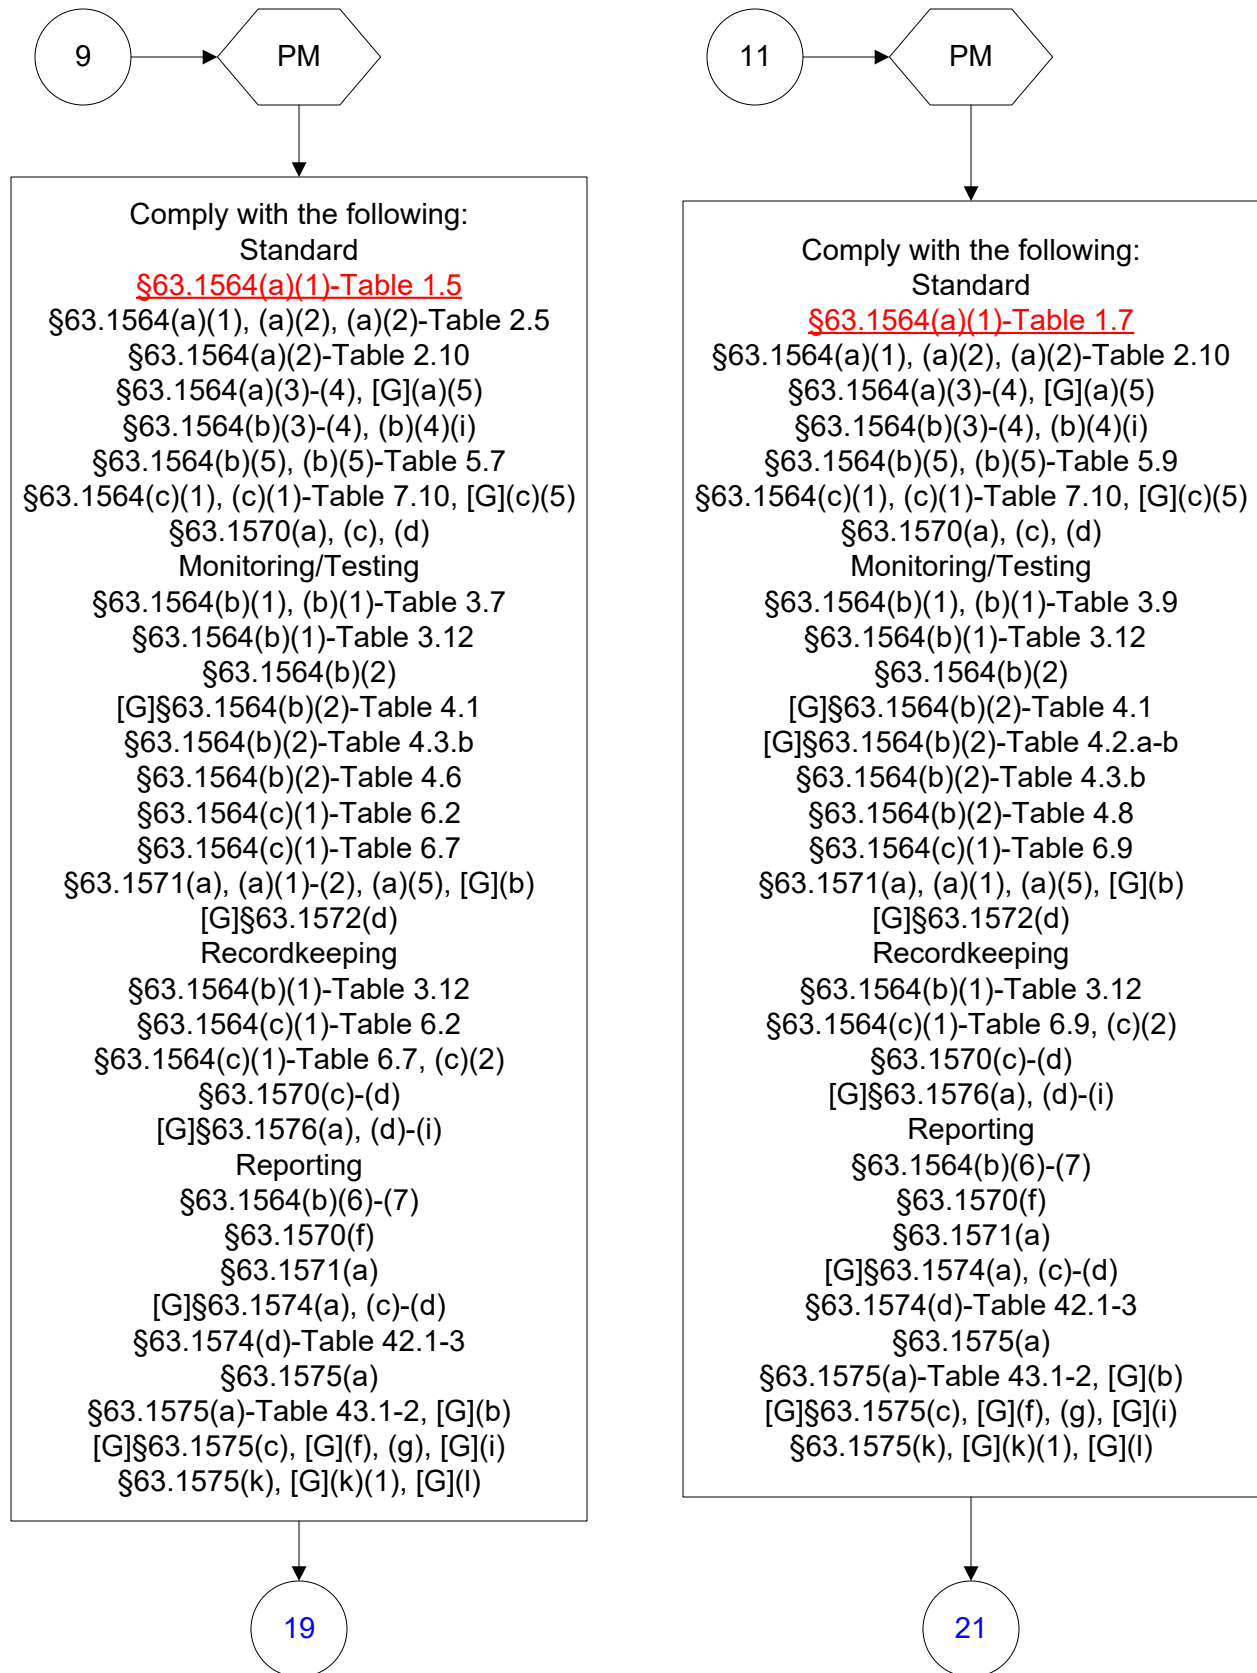 9
PM
Comply with the following:
Standard
§63.1564(a)(1)-Table 1.5
§63.1564(a)(1), (a)(2), (a)(2)-Table 2.5
§63.1564(a)(2)-Table 2.10
§63.1564(a)(3)-(4), [G](a)(5)
§63.1564(b)(3)-(4), (b)(4)(i)
§63.1564(b)(5), (b)(5)-Table 5.7
§63.1564(c)(1), (c)(1)-Table 7.10, [G](c)(5)
§63.1570(a), (c), (d)
Monitoring/Testing
§63.1564(b)(1), (b)(1)-Table 3.7
§63.1564(b)(1)-Table 3.12
§63.1564(b)(2)
[G]§63.1564(b)(2)-Table 4.1
§63.1564(b)(2)-Table 4.3.b
§63.1564(b)(2)-Table 4.6
§63.1564(c)(1)-Table 6.2
§63.1564(c)(1)-Table 6.7
§63.1571(a), (a)(1)-(2), (a)(5), [G](b)
[G]§63.1572(d)
Recordkeeping
§63.1564(b)(1)-Table 3.12
§63.1564(c)(1)-Table 6.2
§63.1564(c)(1)-Table 6.7, (c)(2)
§63.1570(c)-(d)
[G]§63.1576(a), (d)-(i)
Reporting
§63.1564(b)(6)-(7)
§63.1570(f)
§63.1571(a)
[G]§63.1574(a), (c)-(d)
§63.1574(d)-Table 42.1-3
§63.1575(a)
§63.1575(a)-Table 43.1-2, [G](b)
[G]§63.1575(c), [G](f), (g), [G](i)
§63.1575(k), [G](k)(1), [G](l)
19
11
PM
Comply with the following:
Standard
§63.1564(a)(1)-Table 1.7
§63.1564(a)(1), (a)(2), (a)(2)-Table 2.10
§63.1564(a)(3)-(4), [G](a)(5)
§63.1564(b)(3)-(4), (b)(4)(i)
§63.1564(b)(5), (b)(5)-Table 5.9
§63.1564(c)(1), (c)(1)-Table 7.10, [G](c)(5)
§63.1570(a), (c), (d)
Monitoring/Testing
§63.1564(b)(1), (b)(1)-Table 3.9
§63.1564(b)(1)-Table 3.12
§63.1564(b)(2)
[G]§63.1564(b)(2)-Table 4.1
[G]§63.1564(b)(2)-Table 4.2.a-b
§63.1564(b)(2)-Table 4.3.b
§63.1564(b)(2)-Table 4.8
§63.1564(c)(1)-Table 6.9
§63.1571(a), (a)(1), (a)(5), [G](b)
[G]§63.1572(d)
Recordkeeping
§63.1564(b)(1)-Table 3.12
§63.1564(c)(1)-Table 6.9, (c)(2)
§63.1570(c)-(d)
[G]§63.1576(a), (d)-(i)
Reporting
§63.1564(b)(6)-(7)
§63.1570(f)
§63.1571(a)
[G]§63.1574(a), (c)-(d)
§63.1574(d)-Table 42.1-3
§63.1575(a)
§63.1575(a)-Table 43.1-2, [G](b)
[G]§63.1575(c), [G](f), (g), [G](i)
§63.1575(k), [G](k)(1), [G](l)
21